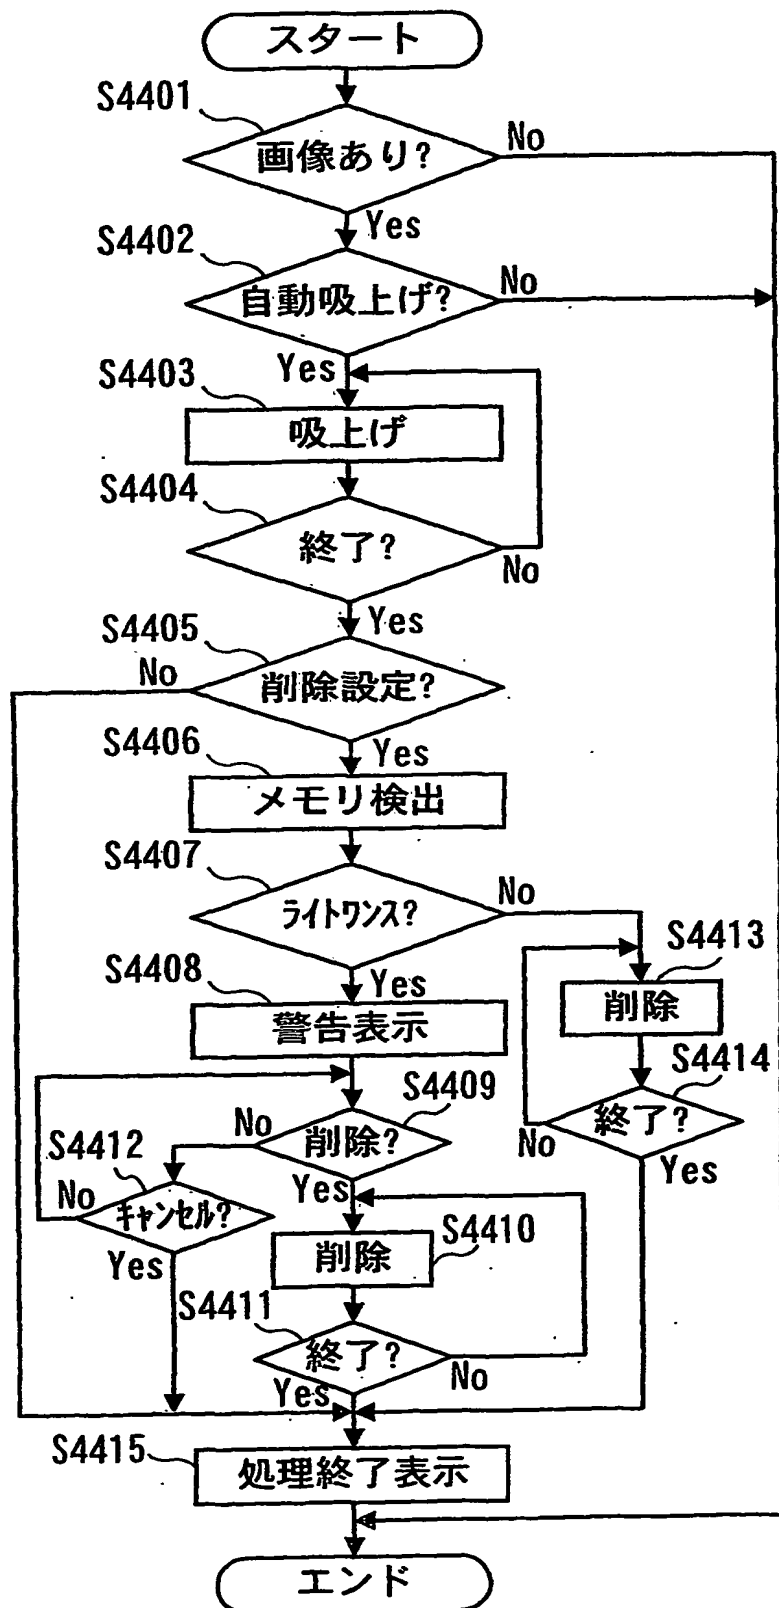 スタート
S4401
画像あり?
No
Yes
S4402
自動吸上げ?
No
Yes
S4403
吸上げ
S4404
終了?
No
Yes
S4405
No
削除設定?
Yes
S4406
メモリ検出
S4407
ライトワンス?
No
Yes
S4413
削除
S4408
警告表示
S4414
終了?
No
Yes
S4409
No
削除?
Yes
S4412
No
キャンセル?
Yes
削除
S4410
S4411
終了?
No
Yes
S4415
処理終了表示
エンド